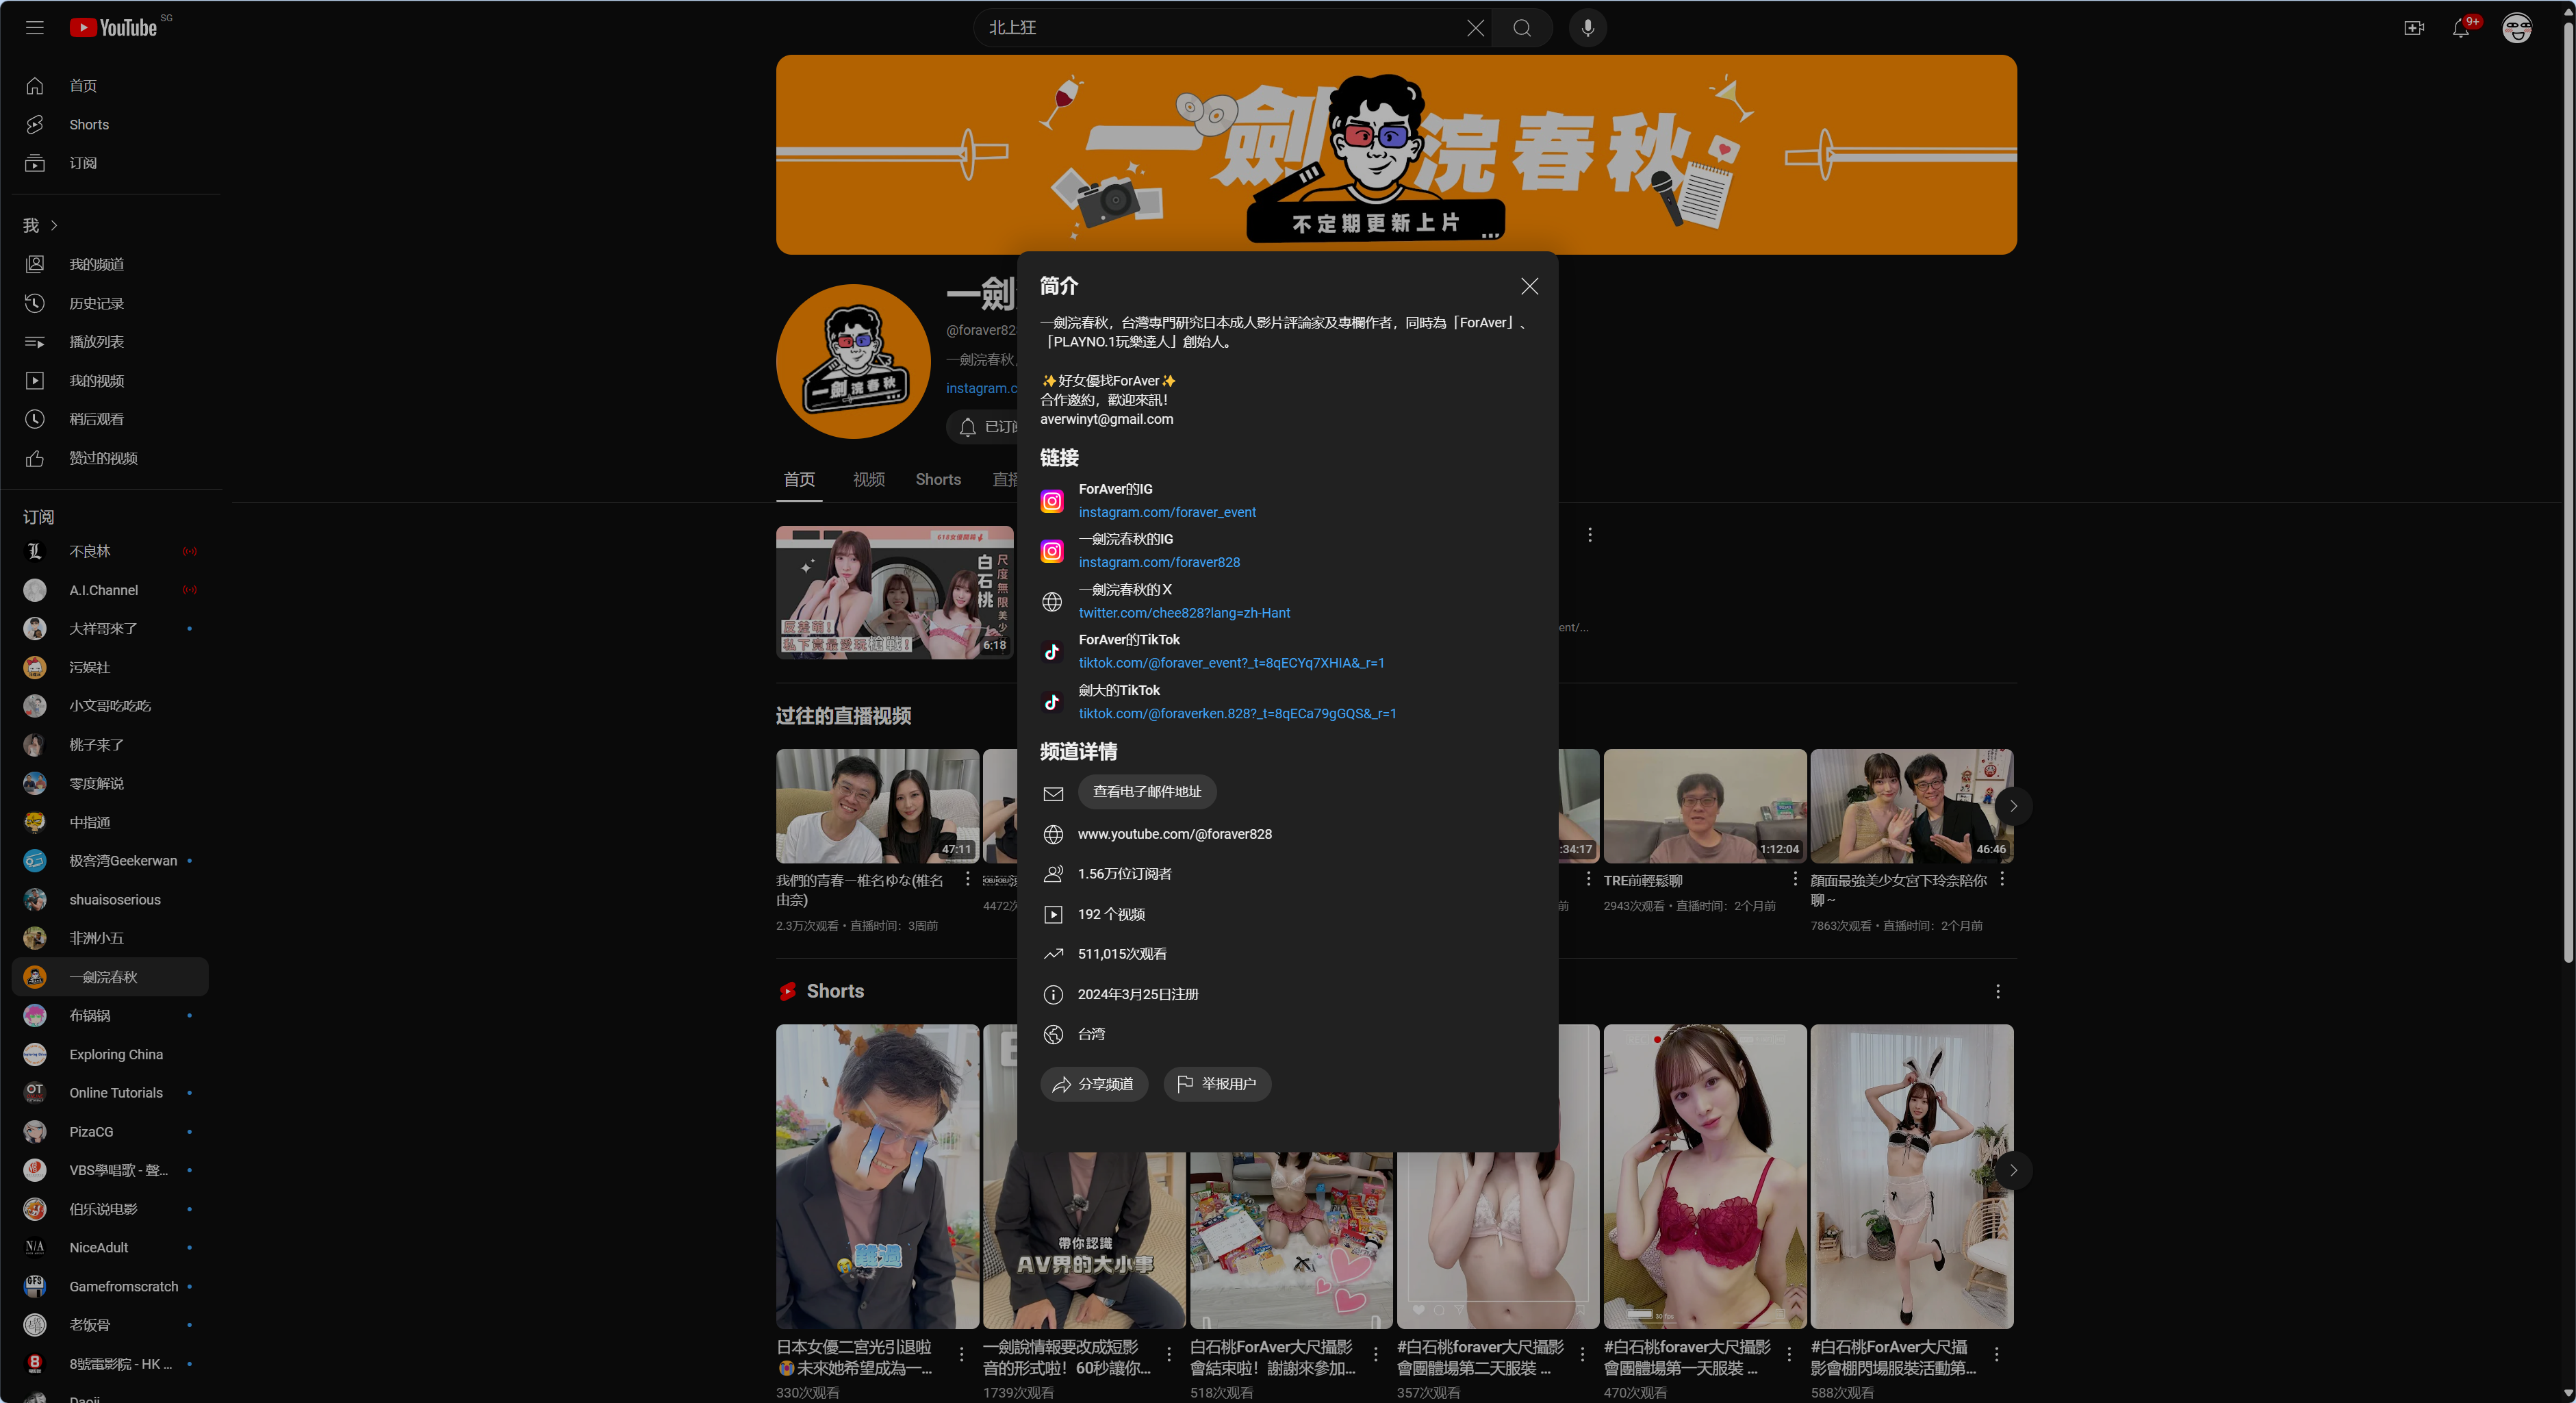 YouTube SG
北上狂
9+
首页
Shorts
订阅
我
我的频道
历史记录
播放列表
我的视频
稍后观看
赞过的视频
订阅
不良林
A.I.Channel
大祥哥來了
污娱社
小文哥吃吃吃
桃子来了
零度解说
中指通
极客湾Geekerwan
shuaisoserious
非洲小五
一劍浣春秋
布锅锅
Exploring China
Online Tutorials
PizaCG
VBS學唱歌 - 聲...
伯乐说电影
NiceAdult
Gamefromscratch
老饭骨
8號電影院 - HK ...
一劍浣春秋
不定期更新上片...
一劍
@foraver82
一劍浣春秋,
instagram.c
已订阅
首页
视频
Shorts
直播
简介
一劍浣春秋，台灣專門研究日本成人影片評論家及專欄作者，同時為「ForAver」、
「PLAYNO.1玩樂達人」創始人。
✨好女優找ForAver✨
合作邀約，歡迎來訊！
averwinyt@gmail.com
链接
ForAver的IG
instagram.com/foraver_event
一劍浣春秋的IG
instagram.com/foraver828
一劍浣春秋的X
twitter.com/chee828?lang=zh-Hant
ForAver的TikTok
tiktok.com/@foraver_event?_t=8qECYq7XHIA&_r=1
劍大的TikTok
tiktok.com/@foraverken.828?_t=8qECa79gGQS&_r=1
频道详情
查看电子邮件地址
www.youtube.com/@foraver828
1.56万位订阅者
192 个视频
511,015次观看
2024年3月25日注册
台湾
分享频道
举报用户
白石桃
尺度無限美少
私下竟最愛玩
6:18
ent/...
过往的直播视频
47:11
:34:17
1:12:04
46:46
我們的青春－椎名ゆな(椎名
由奈)
2.3万次观看 • 直播时间：3周前
4472次
前
TRE前輕鬆聊
2943次观看 • 直播时间：2个月前
顏面最強美少女宮下玲奈陪你
聊～
7863次观看 • 直播时间：2个月前
Shorts
難過
帶你認識
AV界的大小事
日本女優二宮光引退啦
😭未來她希望成為一...
330次观看
一劍說情報要改成短影
音的形式啦！60秒讓你...
1739次观看
白石桃ForAver大尺攝影
會結束啦！謝謝來參加...
518次观看
#白石桃foraver大尺攝影
會團體場第二天服裝 ...
357次观看
#白石桃foraver大尺攝影
會團體場第一天服裝 ...
470次观看
#白石桃ForAver大尺攝
影會棚閃場服裝活動第...
588次观看